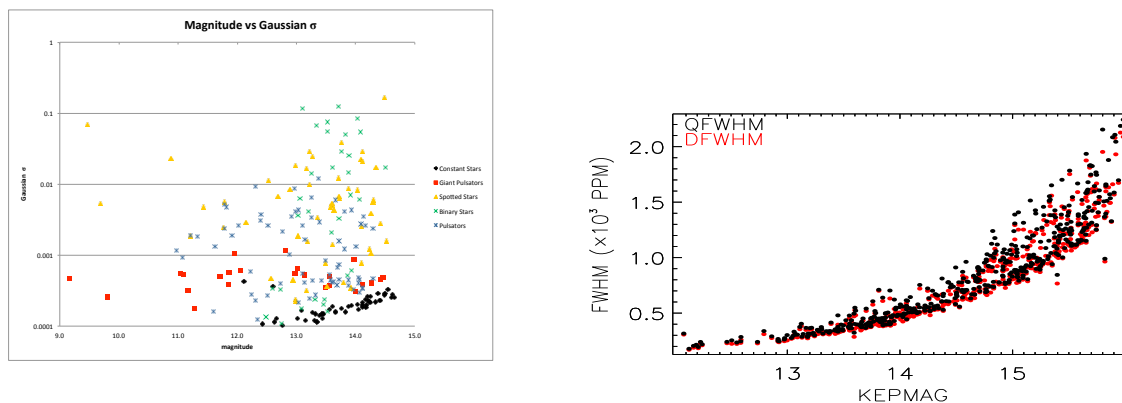 Magnitude vs Gaussian σ
1
0.1
0.01
0.001
0.0001
Gaussian σ
9.0 10.0 11.0 12.0 13.0 14.0 15.0
magnitude
Constant Stars
Giant Pulsators
Spotted Stars
Binary Stars
Pulsators
QFWHM
DFWHM
2.0
1.5
1.0
0.5
FWHM (x10³ PPM)
13 14 15
KEPMAG